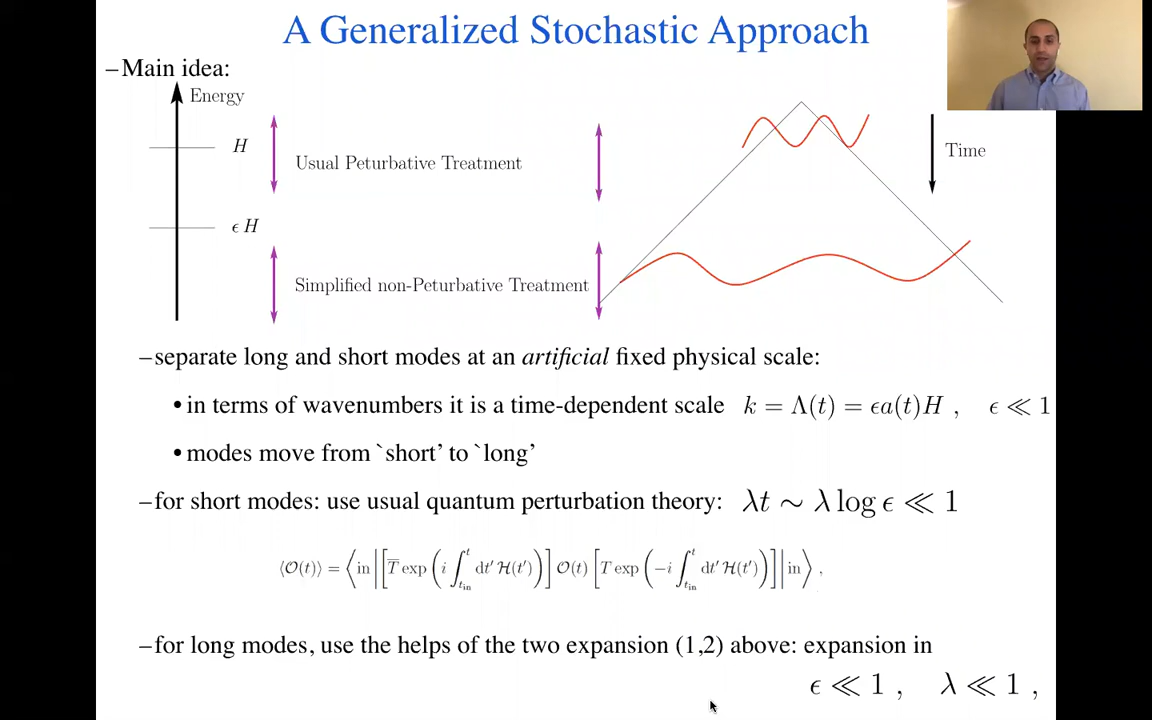 A Generalized Stochastic Approach
–Main idea:
Energy
H
Usual Peturbative Treatment
Time
ϵ H
Simplified non-Peturbative Treatment
–separate long and short modes at an artificial fixed physical scale:
•in terms of wavenumbers it is a time-dependent scale k = Λ(t) = ϵa(t)H , ϵ ≪ 1
•modes move from `short' to `long'
–for short modes: use usual quantum perturbation theory: λt ∼ λ log ϵ ≪ 1
⟨𝒪(t)⟩ = ⟨in|[T̅ exp(i ∫_{t_in}^{t} dt′ ℋ(t′))] 𝒪(t) [T exp(−i ∫_{t_in}^{t} dt′ ℋ(t′))]|in⟩ ,
–for long modes, use the helps of the two expansion (1,2) above: expansion in
ϵ ≪ 1 , λ ≪ 1 ,